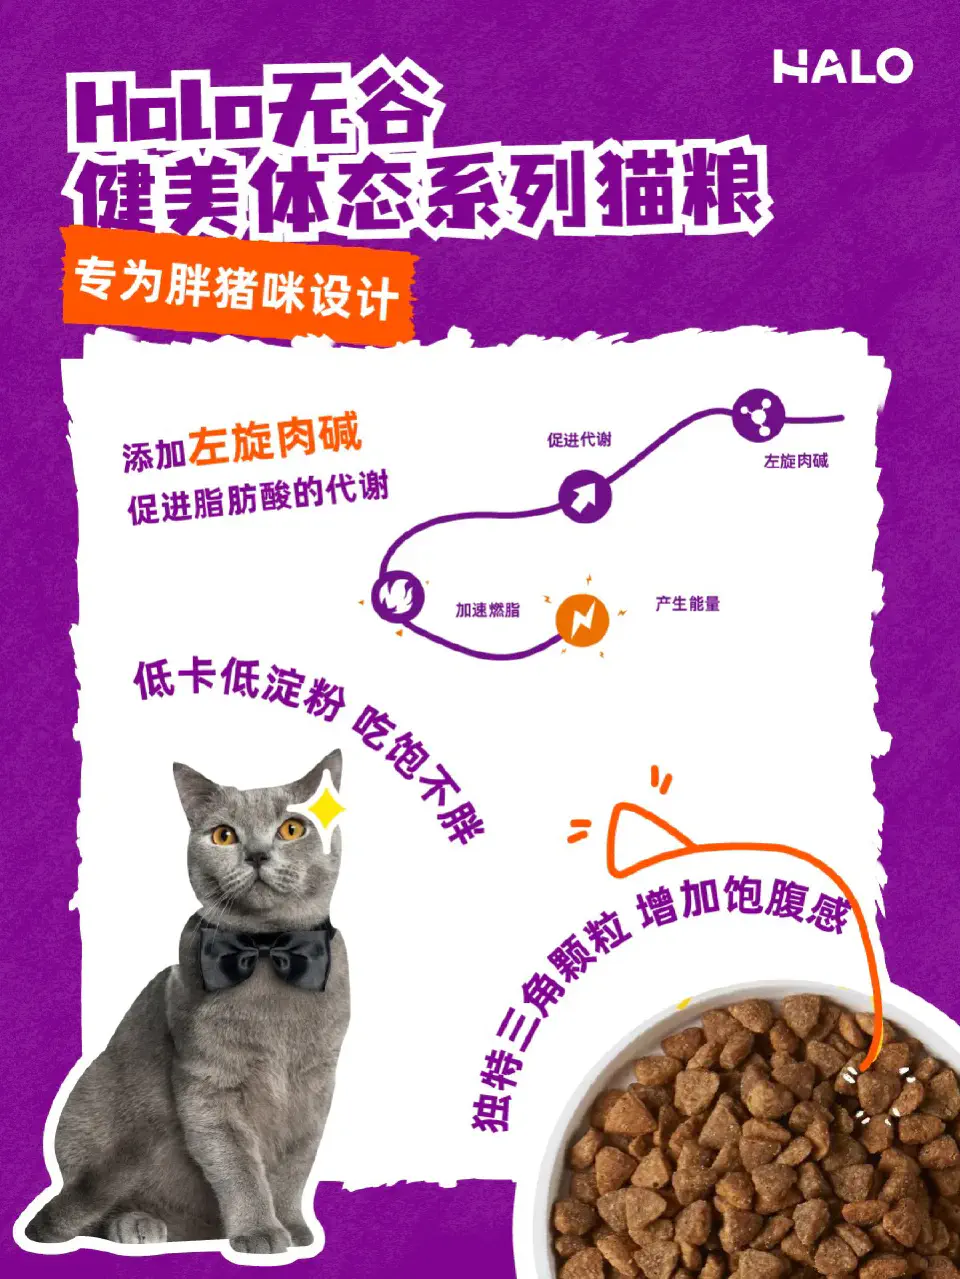 HALO
HaLo无谷
健美体态系列猫粮
专为胖猪咪设计
添加左旋肉碱
促进脂肪酸的代谢
促进代谢
左旋肉碱
加速燃脂
产生能量
低卡低淀粉 吃饱不胖
独特三角颗粒 增加饱腹感